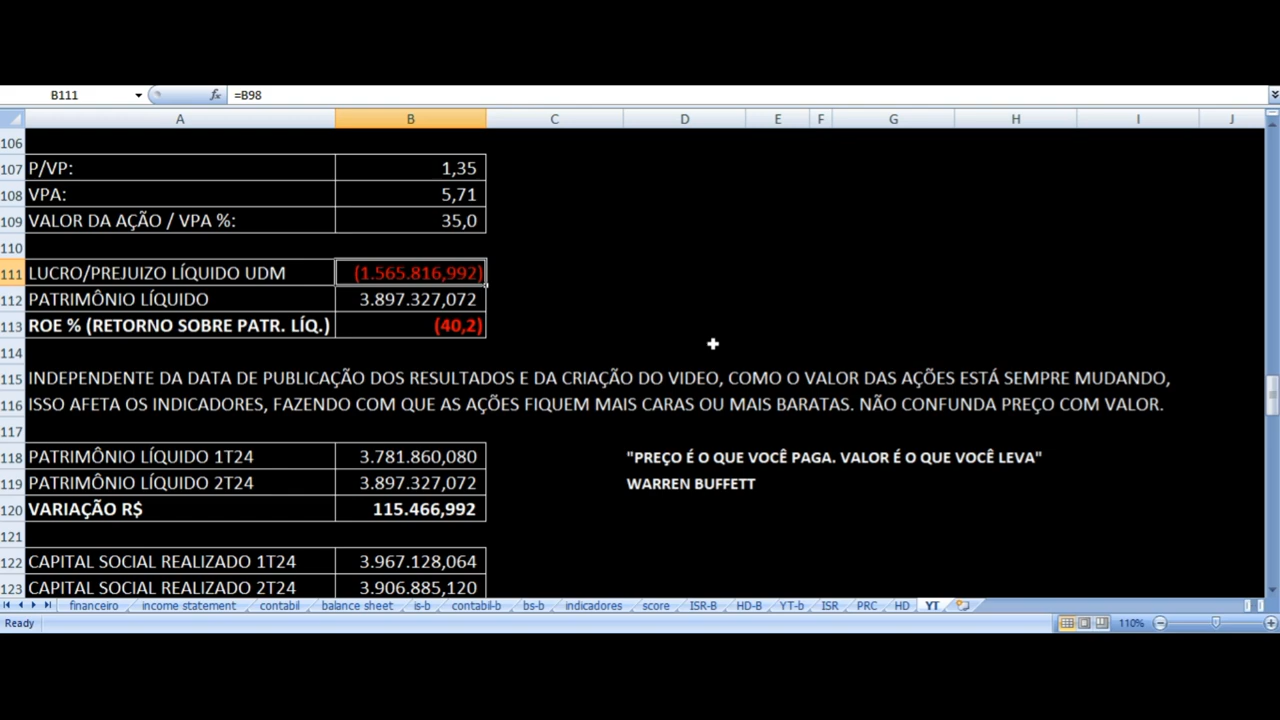 B111 fx =B98
A B C D E F G H I J
106
107 P/VP: 1,35
108 VPA: 5,71
109 VALOR DA AÇÃO / VPA %: 35,0
110
111 LUCRO/PREJUIZO LÍQUIDO UDM (1.565.816,992)
112 PATRIMÔNIO LÍQUIDO 3.897.327,072
113 ROE % (RETORNO SOBRE PATR. LÍQ.) (40,2)
114
115 INDEPENDENTE DA DATA DE PUBLICAÇÃO DOS RESULTADOS E DA CRIAÇÃO DO VIDEO, COMO O VALOR DAS AÇÕES ESTÁ SEMPRE MUDANDO,
116 ISSO AFETA OS INDICADORES, FAZENDO COM QUE AS AÇÕES FIQUEM MAIS CARAS OU MAIS BARATAS. NÃO CONFUNDA PREÇO COM VALOR.
117
118 PATRIMÔNIO LÍQUIDO 1T24 3.781.860,080 "PREÇO É O QUE VOCÊ PAGA. VALOR É O QUE VOCÊ LEVA"
119 PATRIMÔNIO LÍQUIDO 2T24 3.897.327,072 WARREN BUFFETT
120 VARIAÇÃO R$ 115.466,992
121
122 CAPITAL SOCIAL REALIZADO 1T24 3.967.128,064
123 CAPITAL SOCIAL REALIZADO 2T24 3.906.885,120
financeiro income statement contabil balance sheet is-b contabil-b bs-b indicadores score ISR-B HD-B YT-b ISR PRC HD YT
Ready 110%